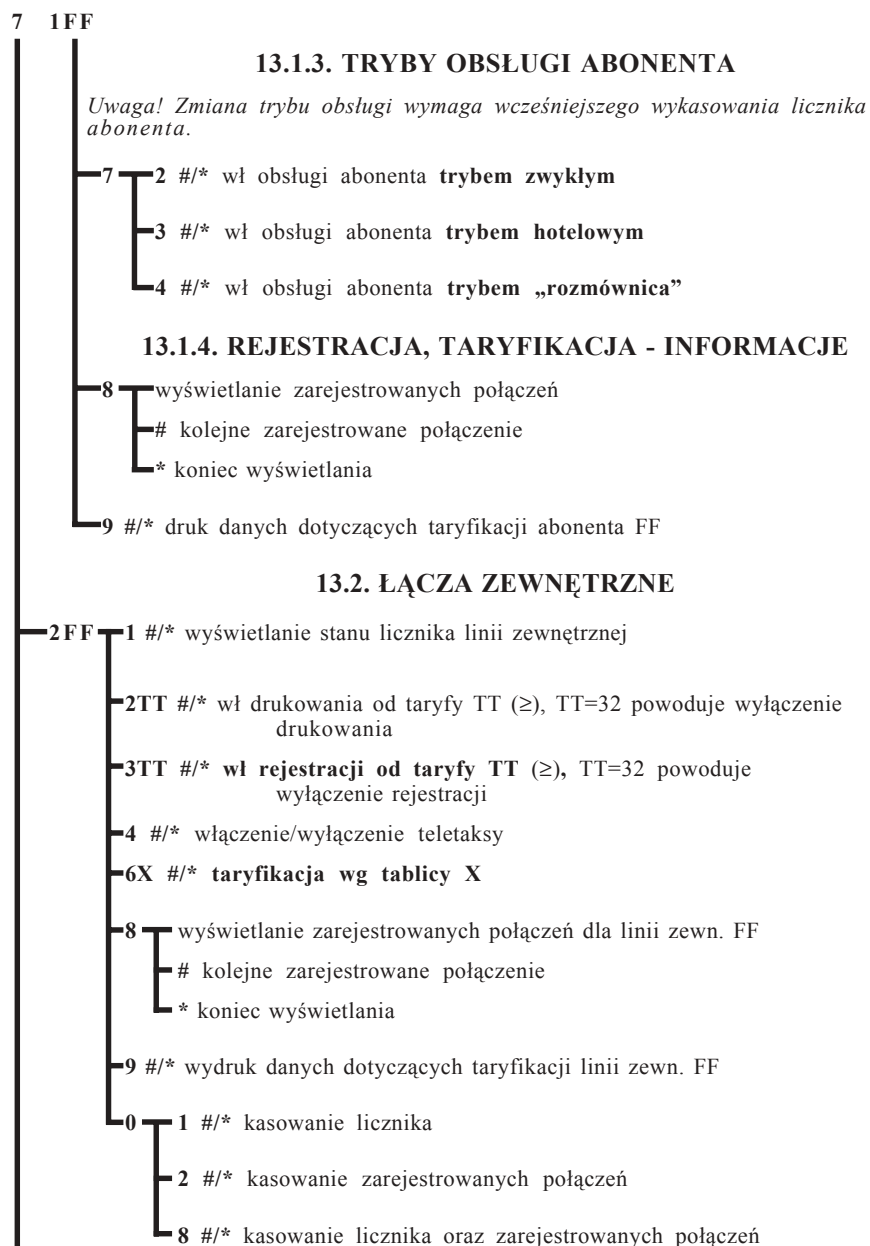 7 1FF
13.1.3. TRYBY OBSŁUGI ABONENTA
Uwaga! Zmiana trybu obsługi wymaga wcześniejszego wykasowania licznika
abonenta.
7 2 #/* wł obsługi abonenta trybem zwykłym
3 #/* wł obsługi abonenta trybem hotelowym
4 #/* wł obsługi abonenta trybem „rozmównica”
13.1.4. REJESTRACJA, TARYFIKACJA - INFORMACJE
8 wyświetlanie zarejestrowanych połączeń
# kolejne zarejestrowane połączenie
* koniec wyświetlania
9 #/* druk danych dotyczących taryfikacji abonenta FF
13.2. ŁĄCZA ZEWNĘTRZNE
2FF 1 #/* wyświetlanie stanu licznika linii zewnętrznej
2TT #/* wł drukowania od taryfy TT (≥), TT=32 powoduje wyłączenie
drukowania
3TT #/* wł rejestracji od taryfy TT (≥), TT=32 powoduje
wyłączenie rejestracji
4 #/* włączenie/wyłączenie teletaksy
6X #/* taryfikacja wg tablicy X
8 wyświetlanie zarejestrowanych połączeń dla linii zewn. FF
# kolejne zarejestrowane połączenie
* koniec wyświetlania
9 #/* wydruk danych dotyczących taryfikacji linii zewn. FF
0 1 #/* kasowanie licznika
2 #/* kasowanie zarejestrowanych połączeń
8 #/* kasowanie licznika oraz zarejestrowanych połączeń